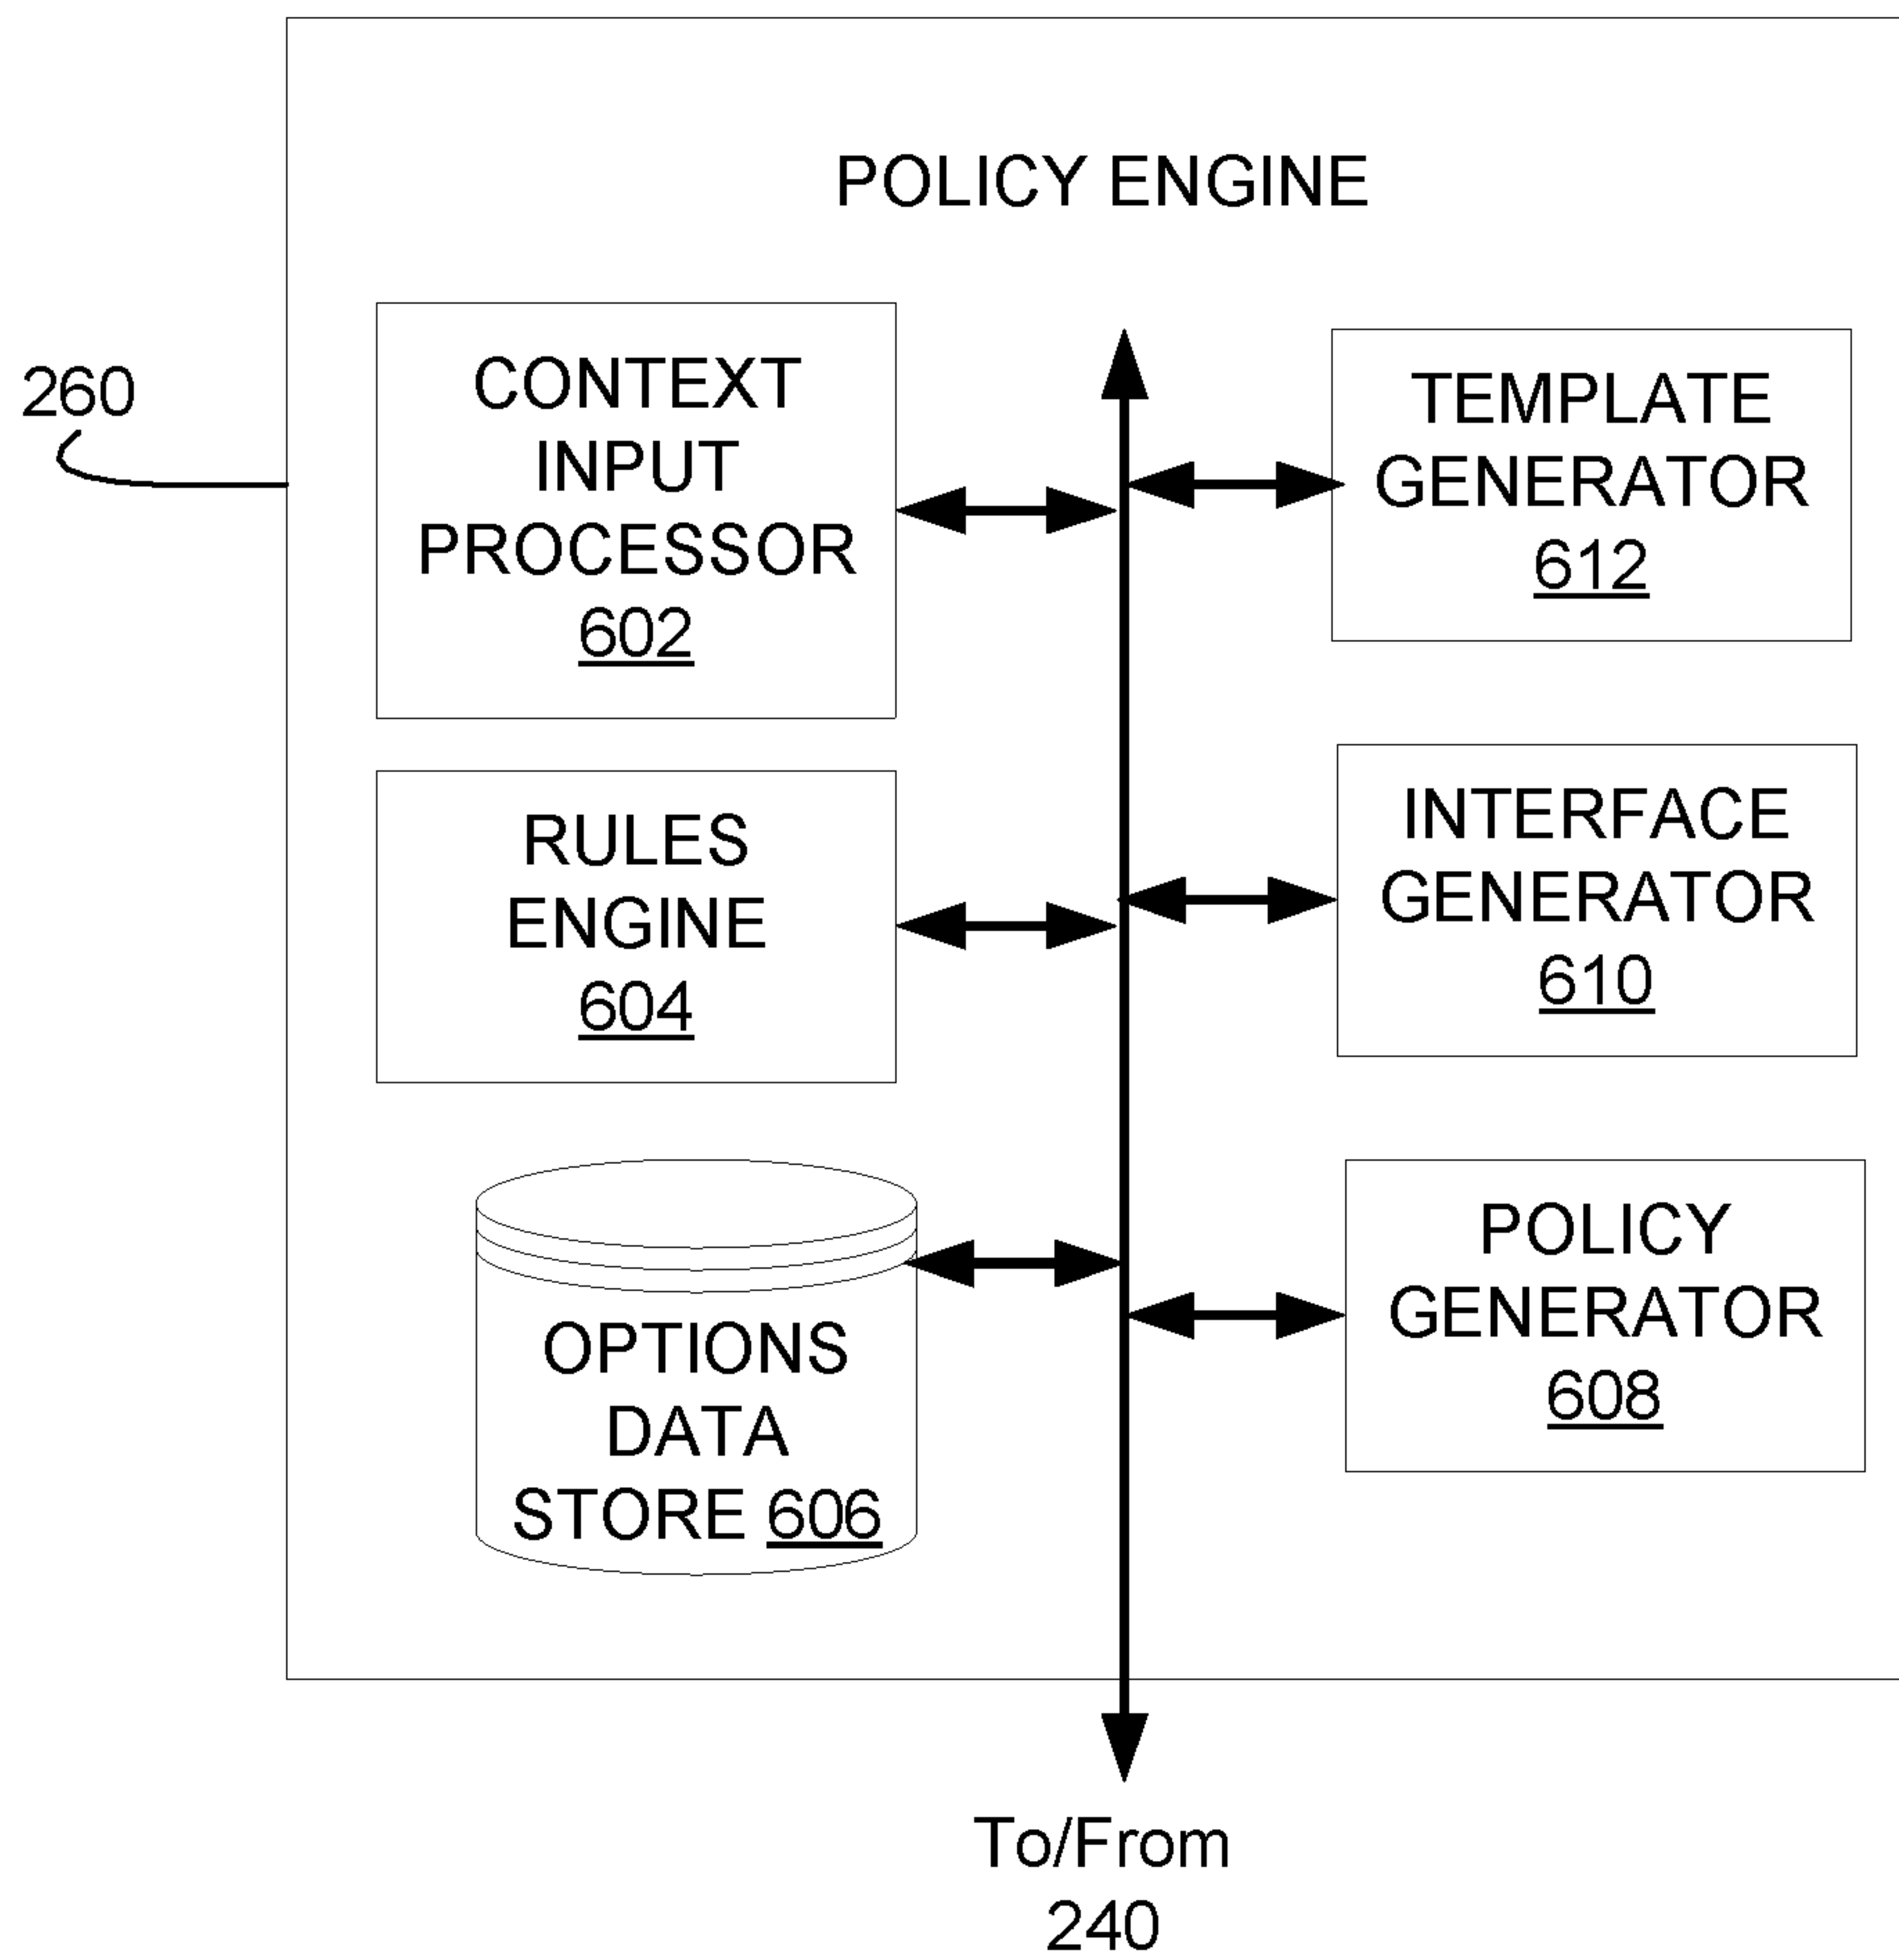 POLICY ENGINE
260
CONTEXT
INPUT
PROCESSOR
602
TEMPLATE
GENERATOR
612
RULES
ENGINE
604
INTERFACE
GENERATOR
610
OPTIONS
DATA
STORE 606
POLICY
GENERATOR
608
To/From
240